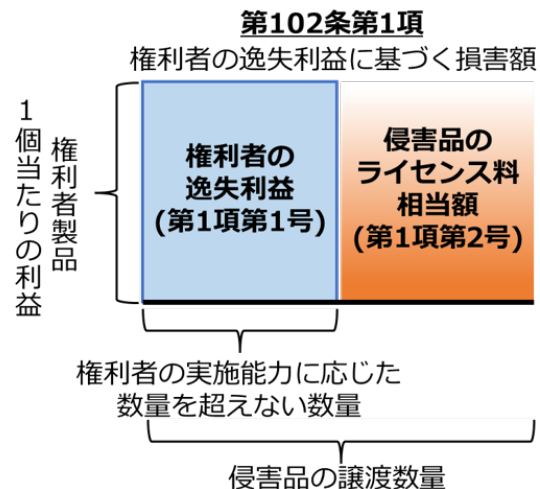 第102条第1項
権利者の逸失利益に基づく損害額
権利者製品
1個当たりの利益
権利者の
逸失利益
(第1項第1号)
侵害品の
ライセンス料
相当額
(第1項第2号)
権利者の実施能力に応じた
数量を超えない数量
侵害品の譲渡数量